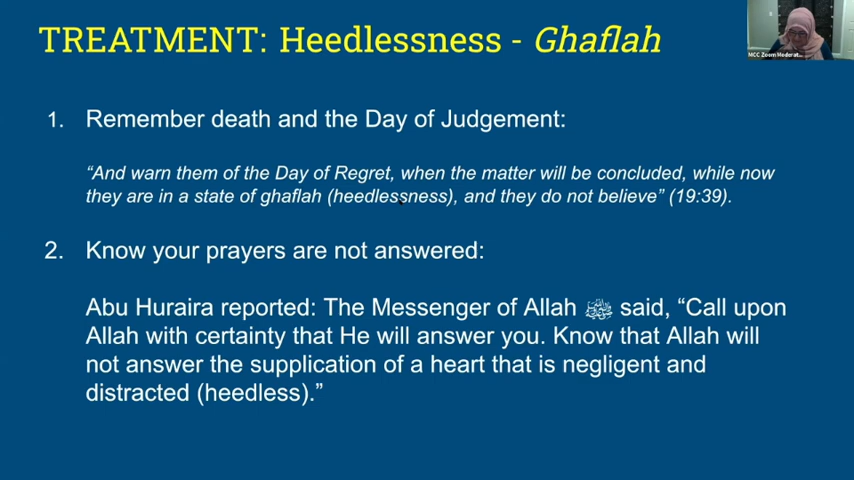 TREATMENT: Heedlessness - Ghaflah
MCC Zoom Moderat...
1. Remember death and the Day of Judgement:
“And warn them of the Day of Regret, when the matter will be concluded, while now
they are in a state of ghaflah (heedlessness), and they do not believe” (19:39).
2. Know your prayers are not answered:
Abu Huraira reported: The Messenger of Allah ﷺ said, “Call upon
Allah with certainty that He will answer you. Know that Allah will
not answer the supplication of a heart that is negligent and
distracted (heedless).”